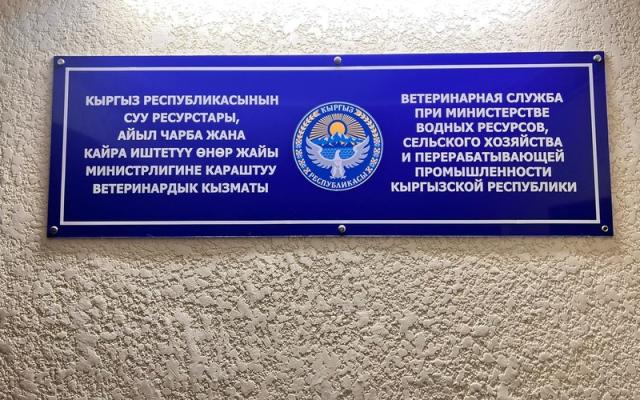 КЫРГЫЗ РЕСПУБЛИКАСЫНЫН
СУУ РЕСУРСТАРЫ,
АЙЫЛ ЧАРБА ЖАНА
КАЙРА ИШТЕТҮҮ ӨНӨР ЖАЙЫ
МИНИСТРЛИГИНЕ КАРАШТУУ
ВЕТЕРИНАРДЫК КЫЗМАТЫ
КЫРГЫЗ
РЕСПУБЛИКАСЫ
ВЕТЕРИНАРНАЯ СЛУЖБА
ПРИ МИНИСТЕРСТВЕ
ВОДНЫХ РЕСУРСОВ,
СЕЛЬСКОГО ХОЗЯЙСТВА
И ПЕРЕРАБАТЫВАЮЩЕЙ
ПРОМЫШЛЕННОСТИ
КЫРГЫЗСКОЙ РЕСПУБЛИКИ